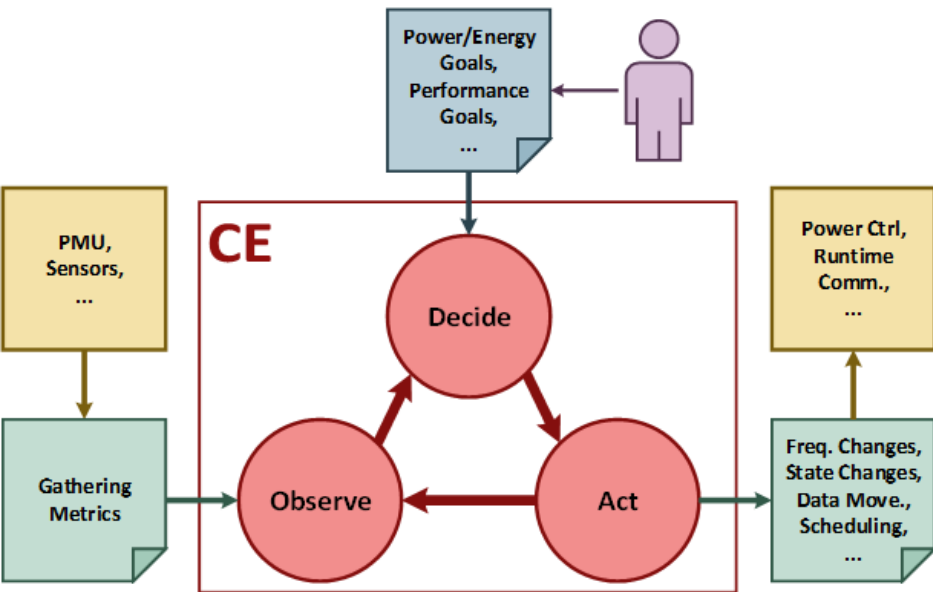 Power/Energy
Goals,
Performance
Goals,
...
PMU,
Sensors,
...
CE
Power Ctrl,
Runtime
Comm.,
...
Decide
Gathering
Metrics
Observe
Act
Freq. Changes,
State Changes,
Data Move.,
Scheduling,
...